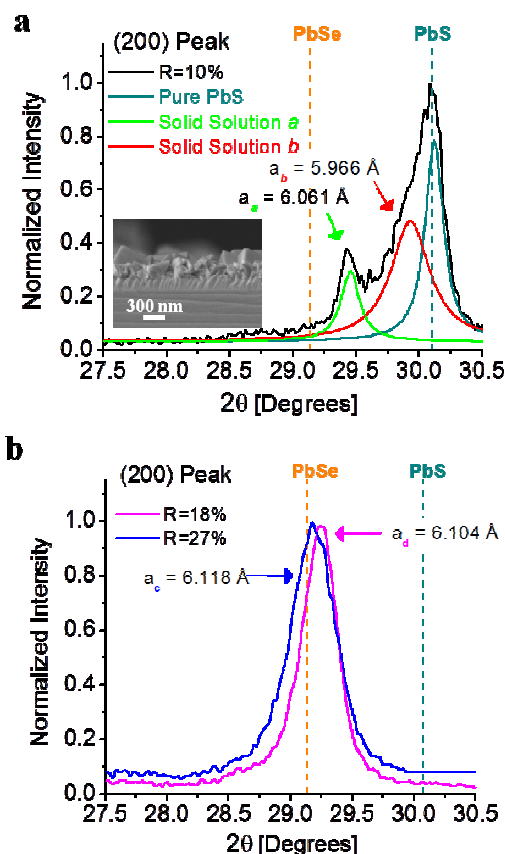 a
PbSe PbS
(200) Peak
R=10%
Pure PbS
Solid Solution a
Solid Solution b
a_b = 5.966 Å
a_a = 6.061 Å
300 nm
Normalized Intensity
1.0
0.8
0.6
0.4
0.2
0.0
27.5 28.0 28.5 29.0 29.5 30.0 30.5
2θ [Degrees]
b
PbSe PbS
(200) Peak
R=18%
R=27%
a_d = 6.104 Å
a_c = 6.118 Å
Normalized Intensity
1.0
0.8
0.6
0.4
0.2
0.0
27.5 28.0 28.5 29.0 29.5 30.0 30.5
2θ [Degrees]